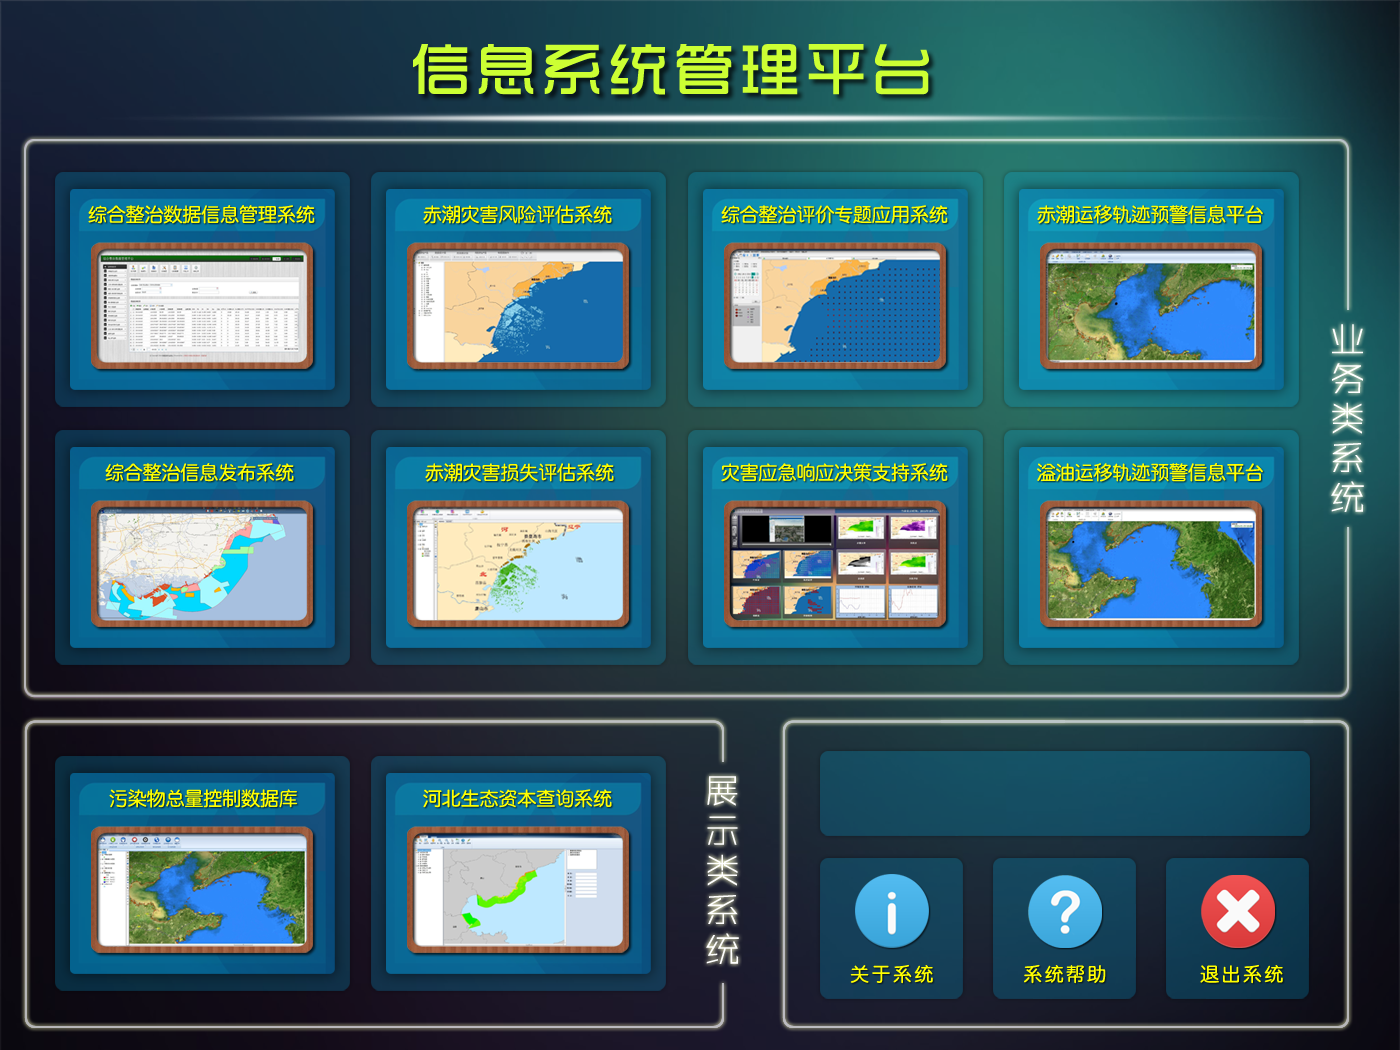 信息系统管理平台
综合整治数据信息管理系统
赤潮灾害风险评估系统
综合整治评价专题应用系统
赤潮运移轨迹预警信息平台
综合整治信息发布系统
赤潮灾害损失评估系统
灾害应急响应决策支持系统
溢油运移轨迹预警信息平台
业务类系统
污染物总量控制数据库
河北生态资本查询系统
展示类系统
关于系统
系统帮助
退出系统